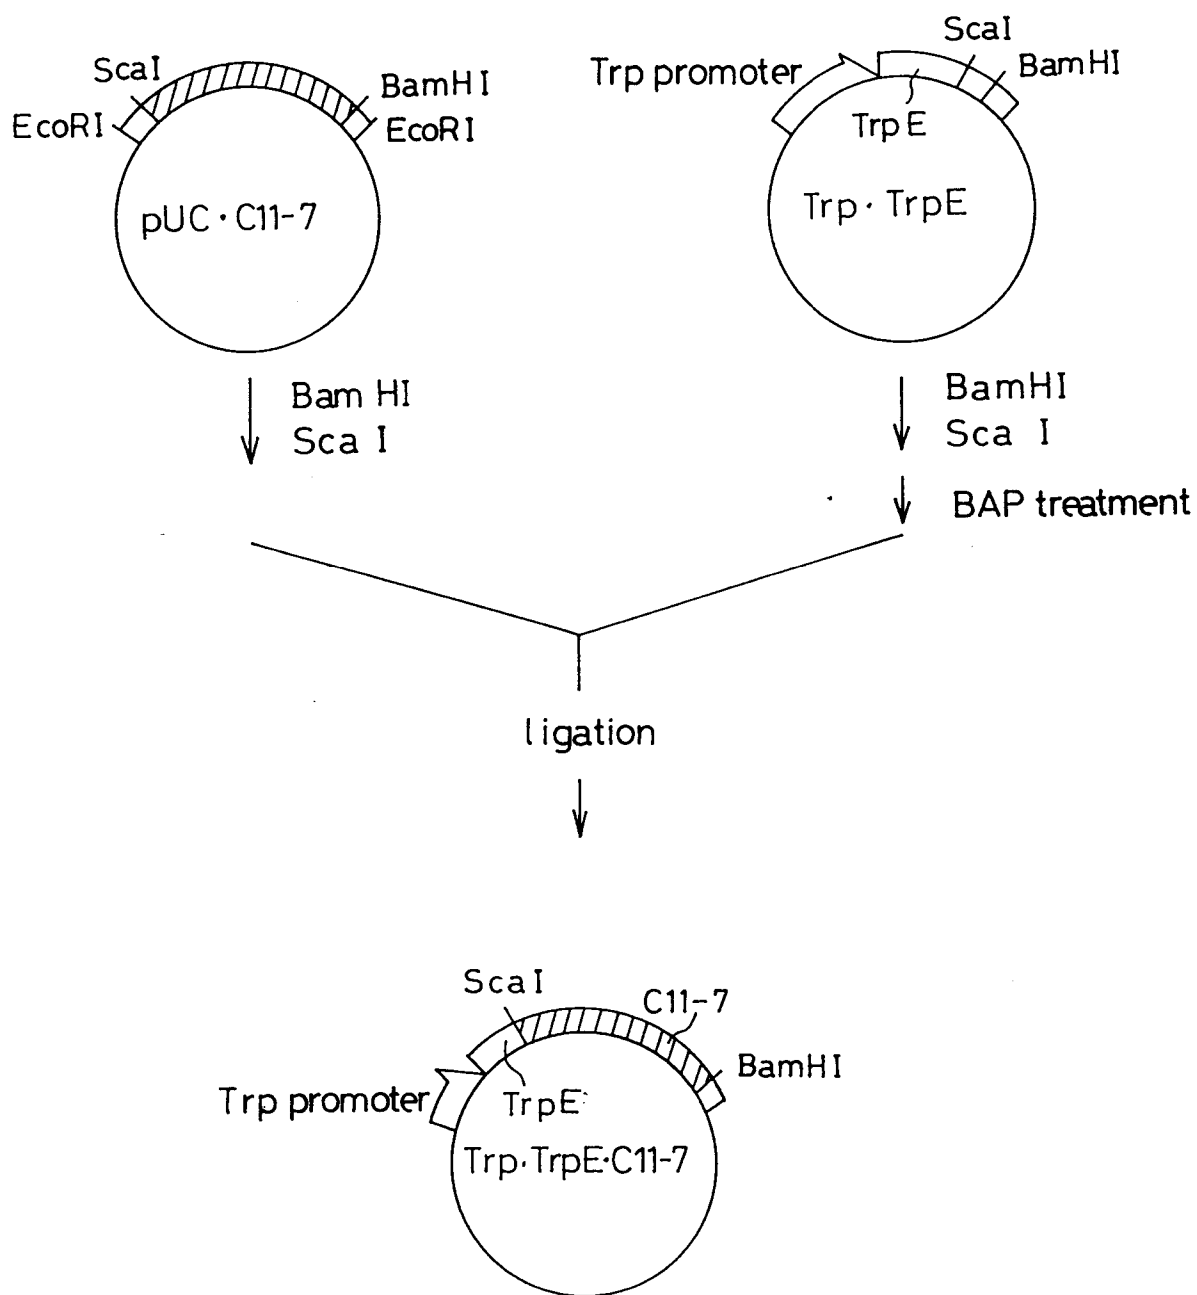 ScaI
BamHI
EcoRI
EcoRI
pUC·C11-7
Trp promoter
ScaI
BamHI
TrpE
Trp·TrpE
Bam HI
Sca I
BamHI
Sca I
BAP treatment
ligation
ScaI
C11-7
BamHI
Trp promoter
TrpE
Trp·TrpE·C11-7